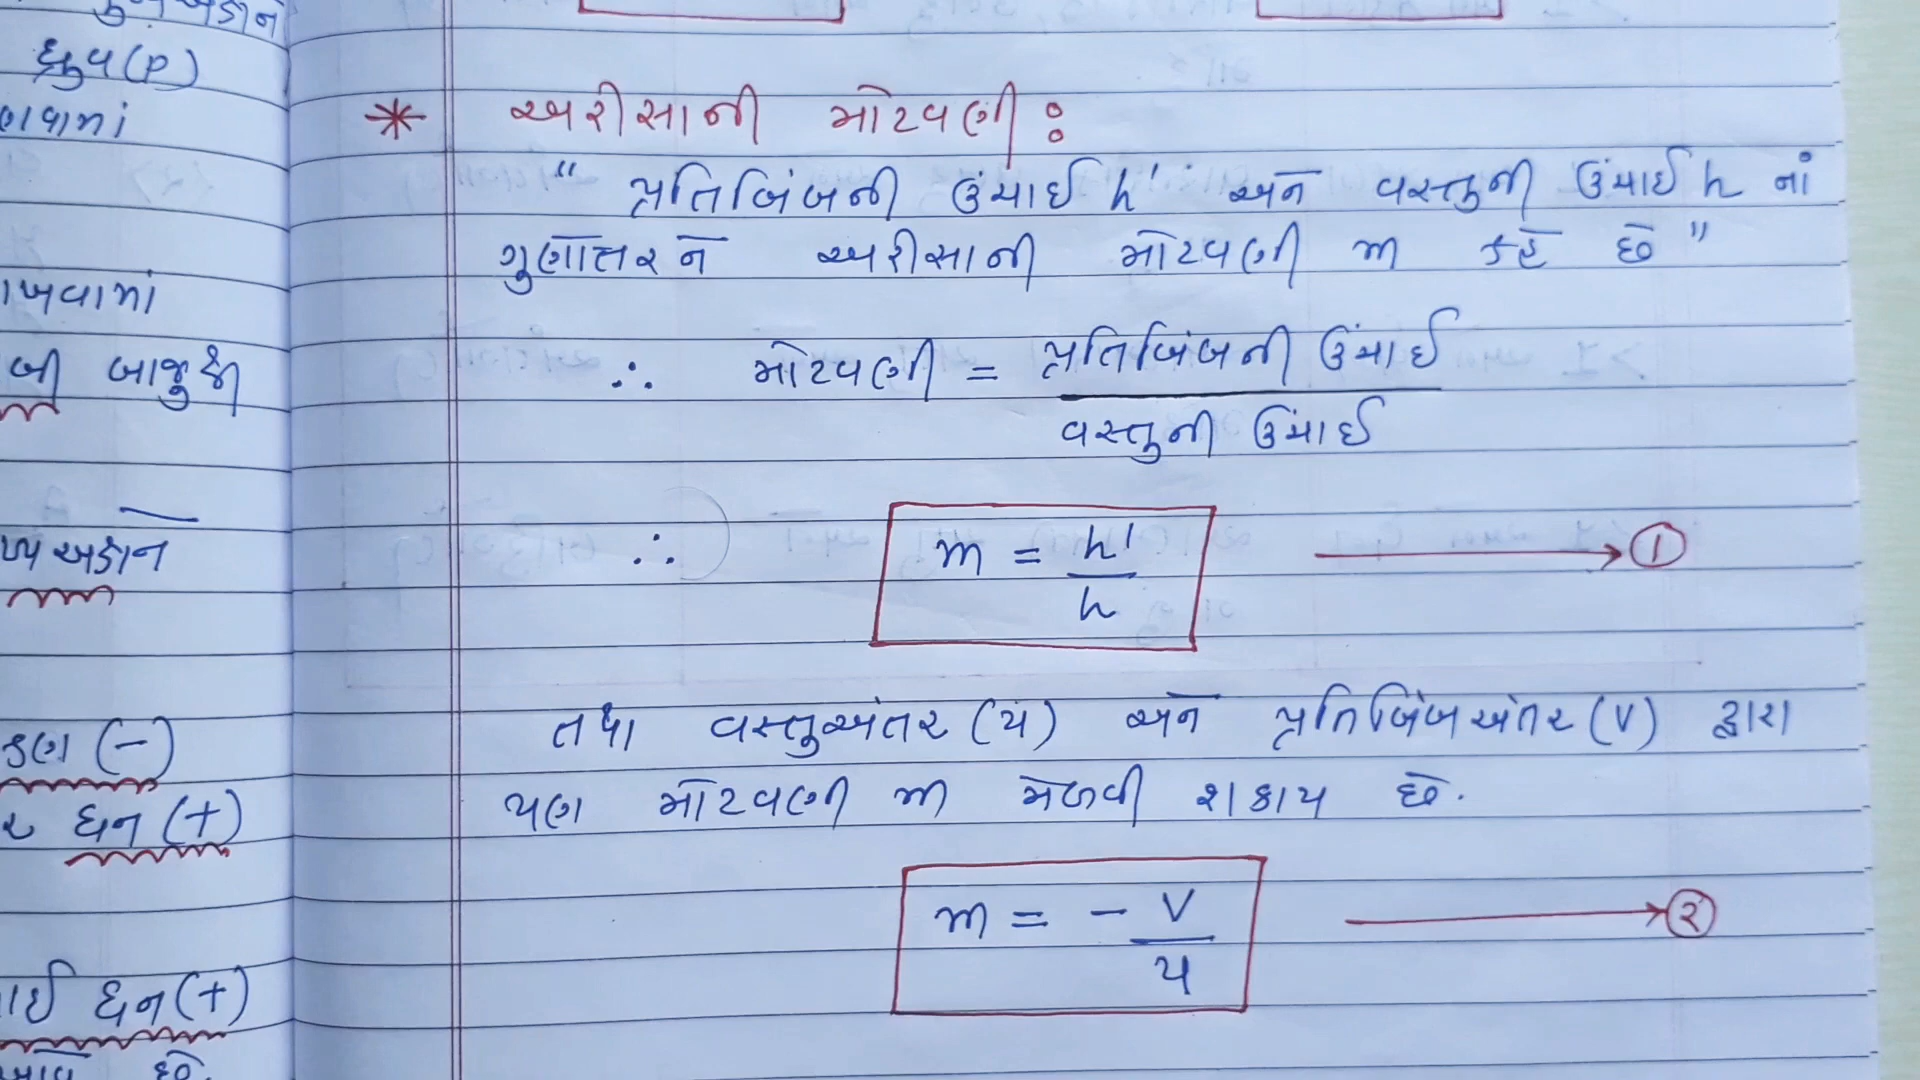 ધ્રુવ (P)
* અરીસાની મોટવણી :
" પ્રતિબિંબની ઉંચાઈ h' અને વસ્તુની ઉંચાઈ h નાં
ગુણોત્તરને અરીસાની મોટવણી m કહે છે "
∴ મોટવણી = પ્રતિબિંબની ઉંચાઈ
વસ્તુની ઉંચાઈ
∴ m = h' / h → ①
તથા વસ્તુઅંતર (u) અને પ્રતિબિંબઅંતર (v) દ્વારા
પણ મોટવણી m મેળવી શકાય છે.
m = - v / u → ૨
બાજુથી
(-)
ધન (+)
ધન (+)
છે.